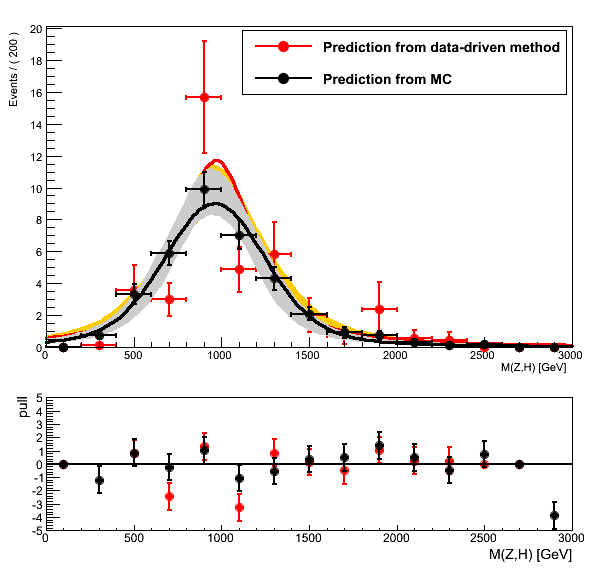 Events / ( 200 )
20
18
16
14
12
10
8
6
4
2
0
Prediction from data-driven method
Prediction from MC
0 500 1000 1500 2000 2500 3000
M(Z,H) [GeV]
pull
5
4
3
2
1
0
-1
-2
-3
-4
-5
0 500 1000 1500 2000 2500 3000
M(Z,H) [GeV]